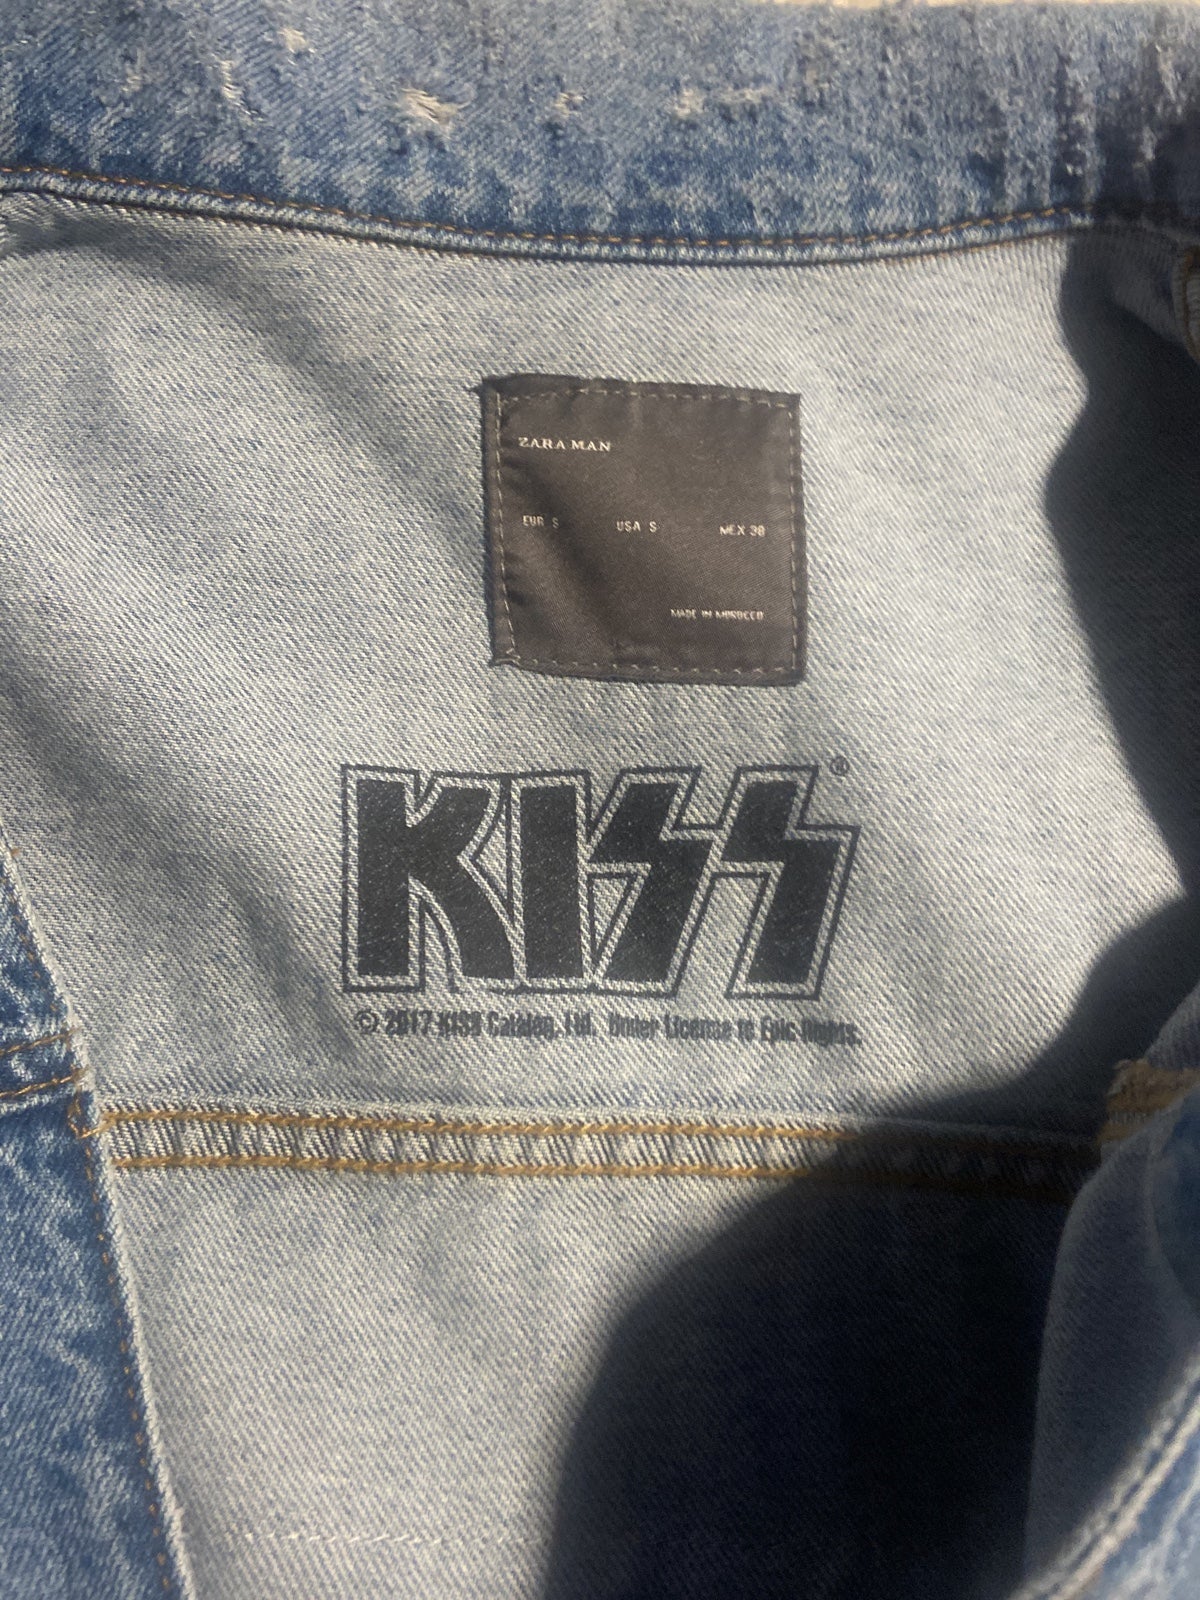 ZARA MAN
EUR S USA S MEX 38
MADE IN MOROCCO
KISS®
© 2017 KISS Catalog, Ltd. Under License to Epic Rights.